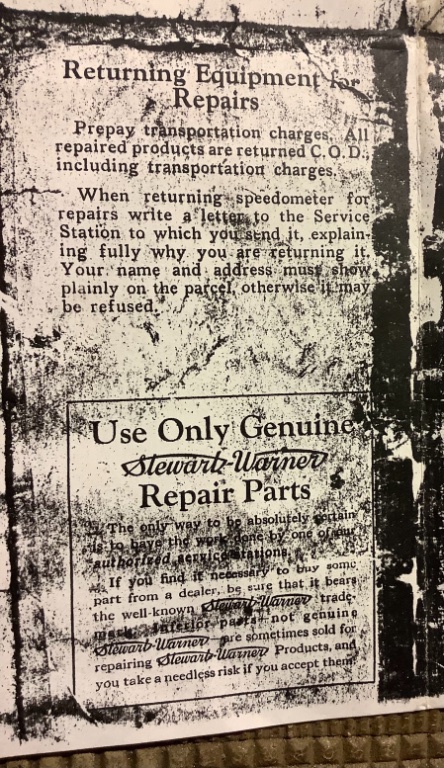 Returning Equipment for
Repairs
Prepay transportation charges. All
repaired products are returned C.O.D.,
including transportation charges.
When returning speedometer for
repairs write a letter to the Service
Station to which you send it, explain-
ing fully why you are returning it.
Your name and address must show
plainly on the parcel, otherwise it may
be refused.
Use Only Genuine
Stewart-Warner
Repair Parts
The only way to be absolutely certain
is to have the work done by one of our
authorized service stations.
If you find it necessary to buy some
part from a dealer, be sure that it bears
the well-known Stewart-Warner trade-
mark. Inferior parts not genuine
Stewart-Warner are sometimes sold for
repairing Stewart-Warner Products, and
you take a needless risk if you accept them.